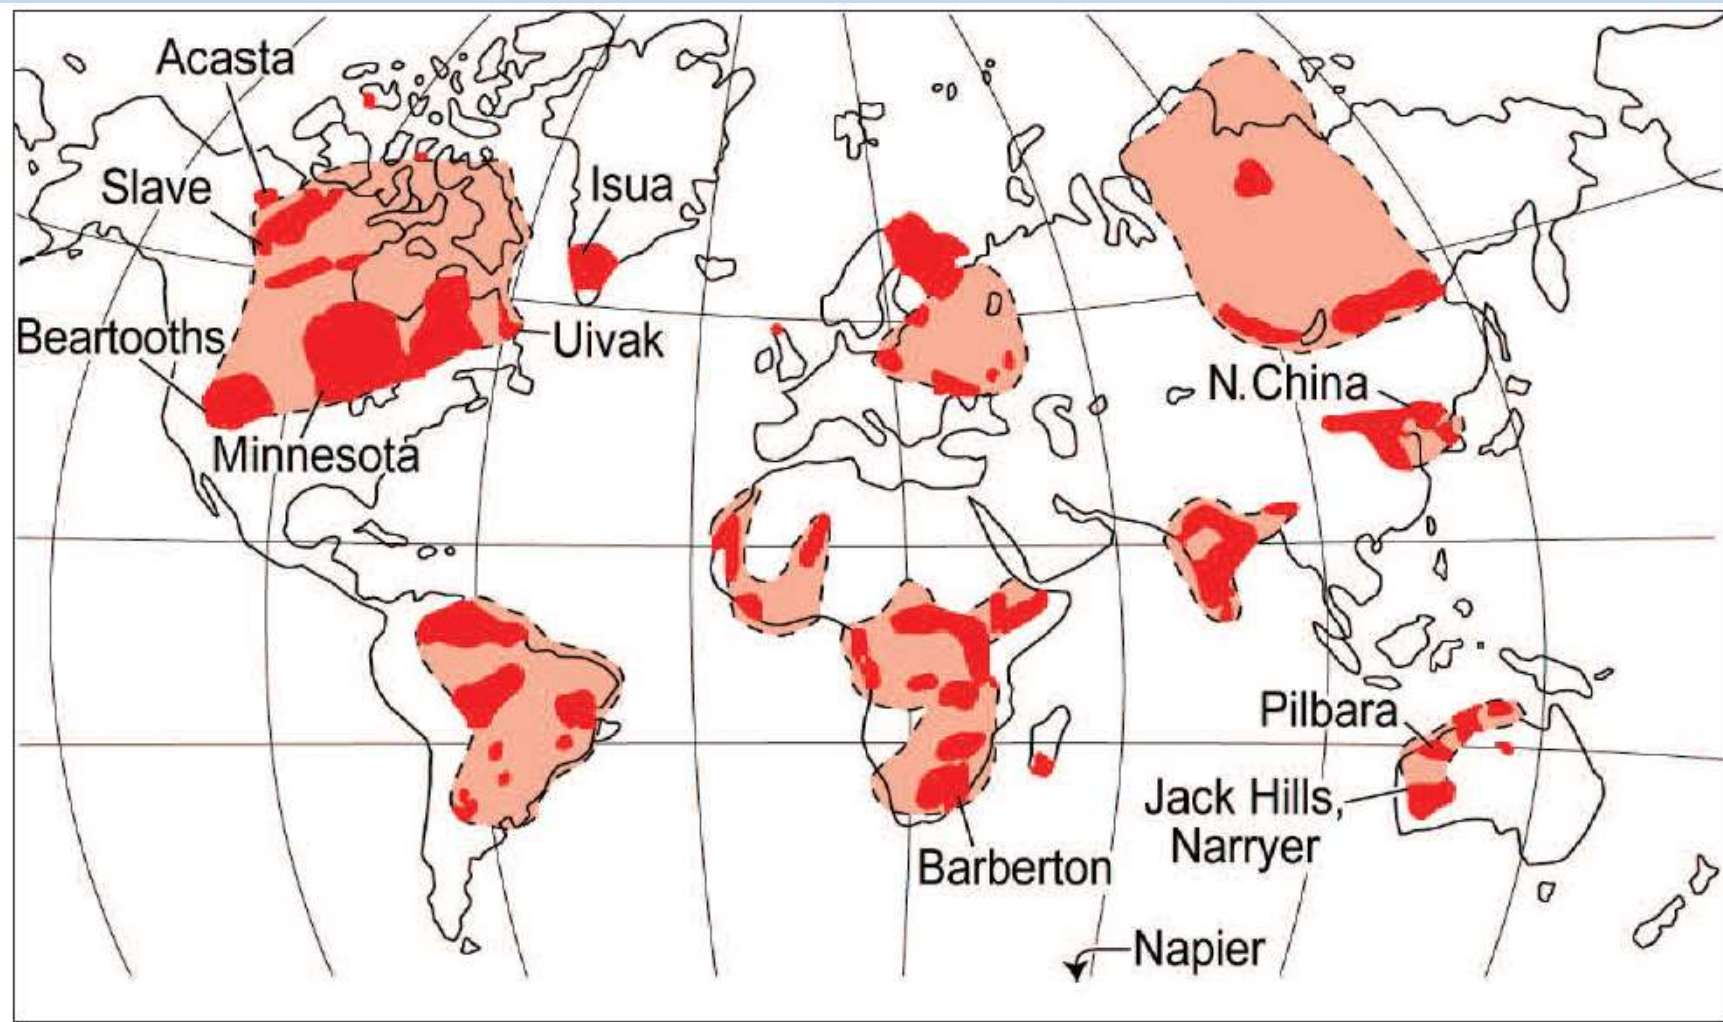 Acasta
Slave
Isua
Beartooths
Uivak
Minnesota
N.China
Pilbara
Jack Hills,
Narryer
Barberton
Napier